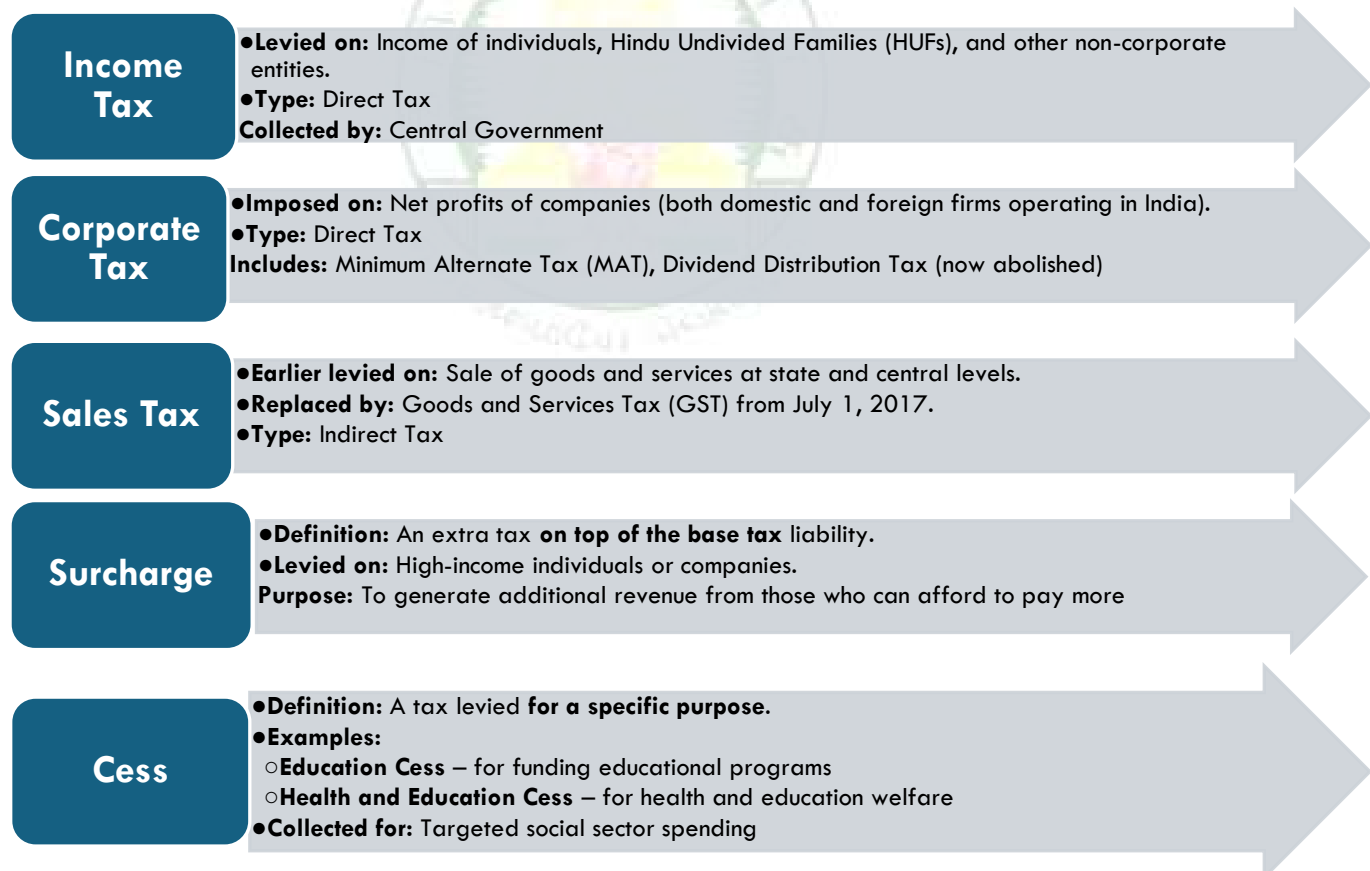 Income
Tax
●Levied on: Income of individuals, Hindu Undivided Families (HUFs), and other non-corporate
entities.
●Type: Direct Tax
Collected by: Central Government
Corporate
Tax
●Imposed on: Net profits of companies (both domestic and foreign firms operating in India).
●Type: Direct Tax
Includes: Minimum Alternate Tax (MAT), Dividend Distribution Tax (now abolished)
Sales Tax
●Earlier levied on: Sale of goods and services at state and central levels.
●Replaced by: Goods and Services Tax (GST) from July 1, 2017.
●Type: Indirect Tax
Surcharge
●Definition: An extra tax on top of the base tax liability.
●Levied on: High-income individuals or companies.
Purpose: To generate additional revenue from those who can afford to pay more
Cess
●Definition: A tax levied for a specific purpose.
●Examples:
○Education Cess – for funding educational programs
○Health and Education Cess – for health and education welfare
●Collected for: Targeted social sector spending